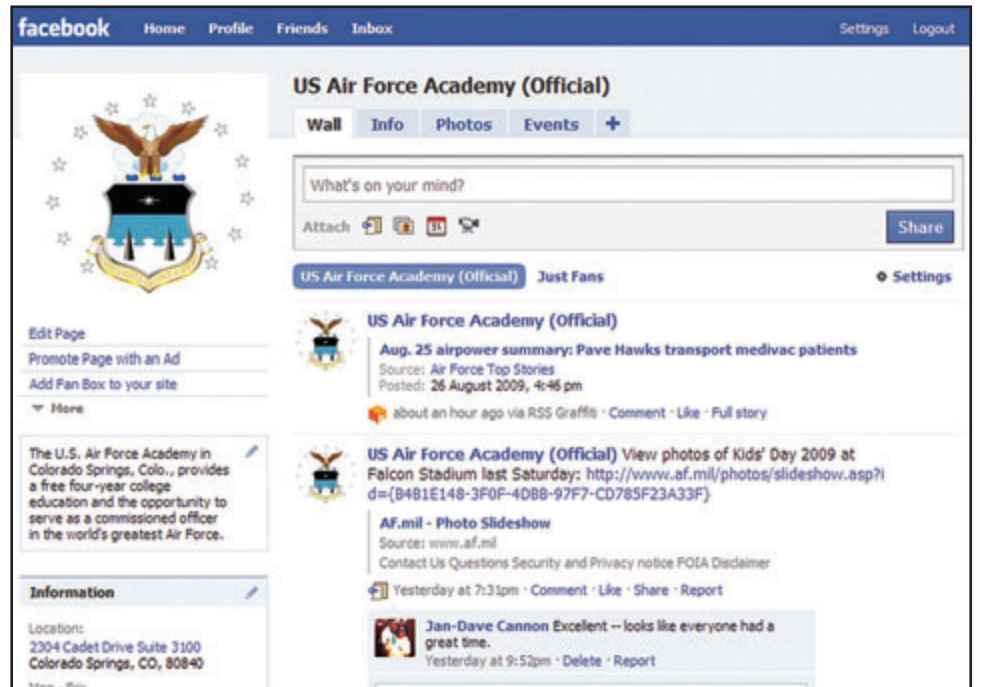 facebook Home Profile Friends Inbox Settings Logout
US Air Force Academy (Official)
Wall Info Photos Events +
What's on your mind?
Attach 31 Share
US Air Force Academy (Official) Just Fans Settings
Edit Page
Promote Page with an Ad
Add Fan Box to your site
More
The U.S. Air Force Academy in
Colorado Springs, Colo., provides
a free four-year college
education and the opportunity to
serve as a commissioned officer
in the world's greatest Air Force.
Information
Location:
2304 Cadet Drive Suite 3100
Colorado Springs, CO, 80840
Mon - Fri
US Air Force Academy (Official)
Aug. 25 airpower summary: Pave Hawks transport medivac patients
Source: Air Force Top Stories
Posted: 26 August 2009, 4:46 pm
about an hour ago via RSS Graffiti · Comment · Like · Full story
US Air Force Academy (Official) View photos of Kids' Day 2009 at
Falcon Stadium last Saturday: http://www.af.mil/photos/slideshow.asp?i
d={B4B1E148-3F0F-4DBB-97F7-CD785F23A33F}
AF.mil - Photo Slideshow
Source: www.af.mil
Contact Us Questions Security and Privacy notice FOIA Disclaimer
Yesterday at 7:31pm · Comment · Like · Share · Report
Jan-Dave Cannon Excellent -- looks like everyone had a
great time.
Yesterday at 9:52pm · Delete · Report